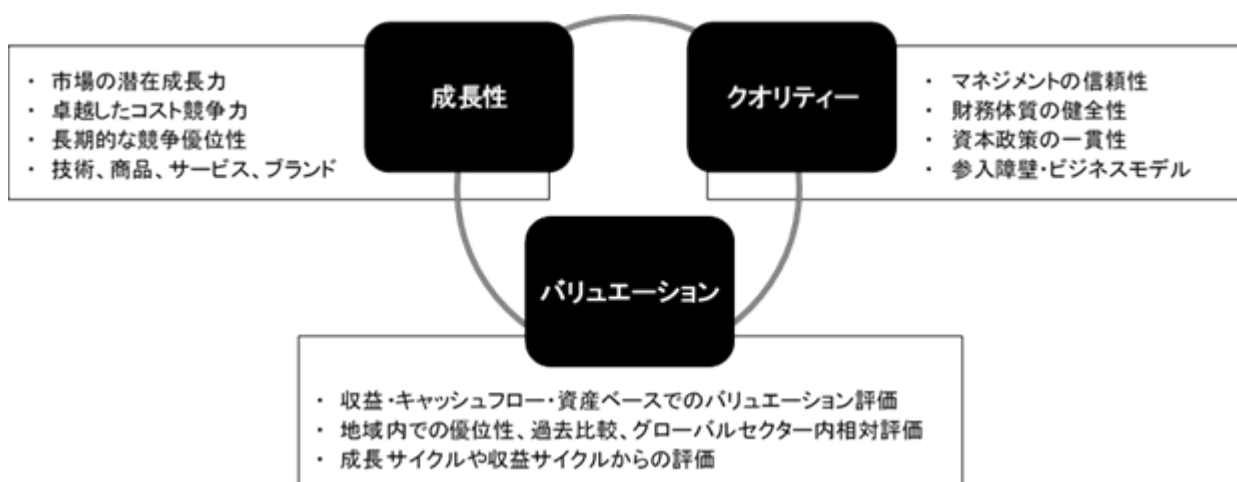 成長性
・ 市場の潜在成長力
・ 卓越したコスト競争力
・ 長期的な競争優位性
・ 技術、商品、サービス、ブランド
クオリティー
・ マネジメントの信頼性
・ 財務体質の健全性
・ 資本政策の一貫性
・ 参入障壁・ビジネスモデル
バリュエーション
・ 収益・キャッシュフロー・資産ベースでのバリュエーション評価
・ 地域内での優位性、過去比較、グローバルセクター内相対評価
・ 成長サイクルや収益サイクルからの評価